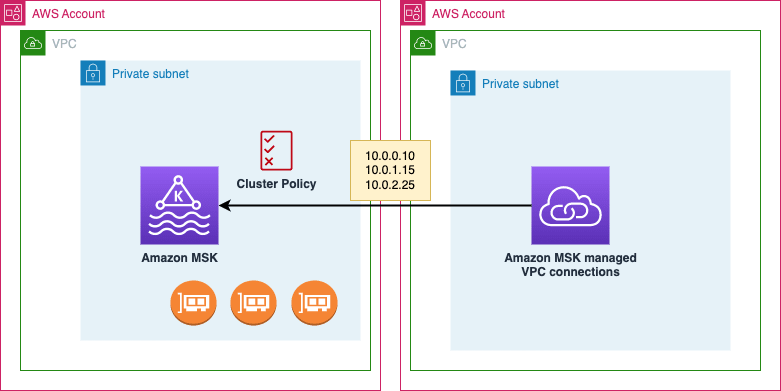 AWS Account
VPC
Private subnet
Cluster Policy
K
Amazon MSK
10.0.0.10
10.0.1.15
10.0.2.25
AWS Account
VPC
Private subnet
Amazon MSK managed
VPC connections